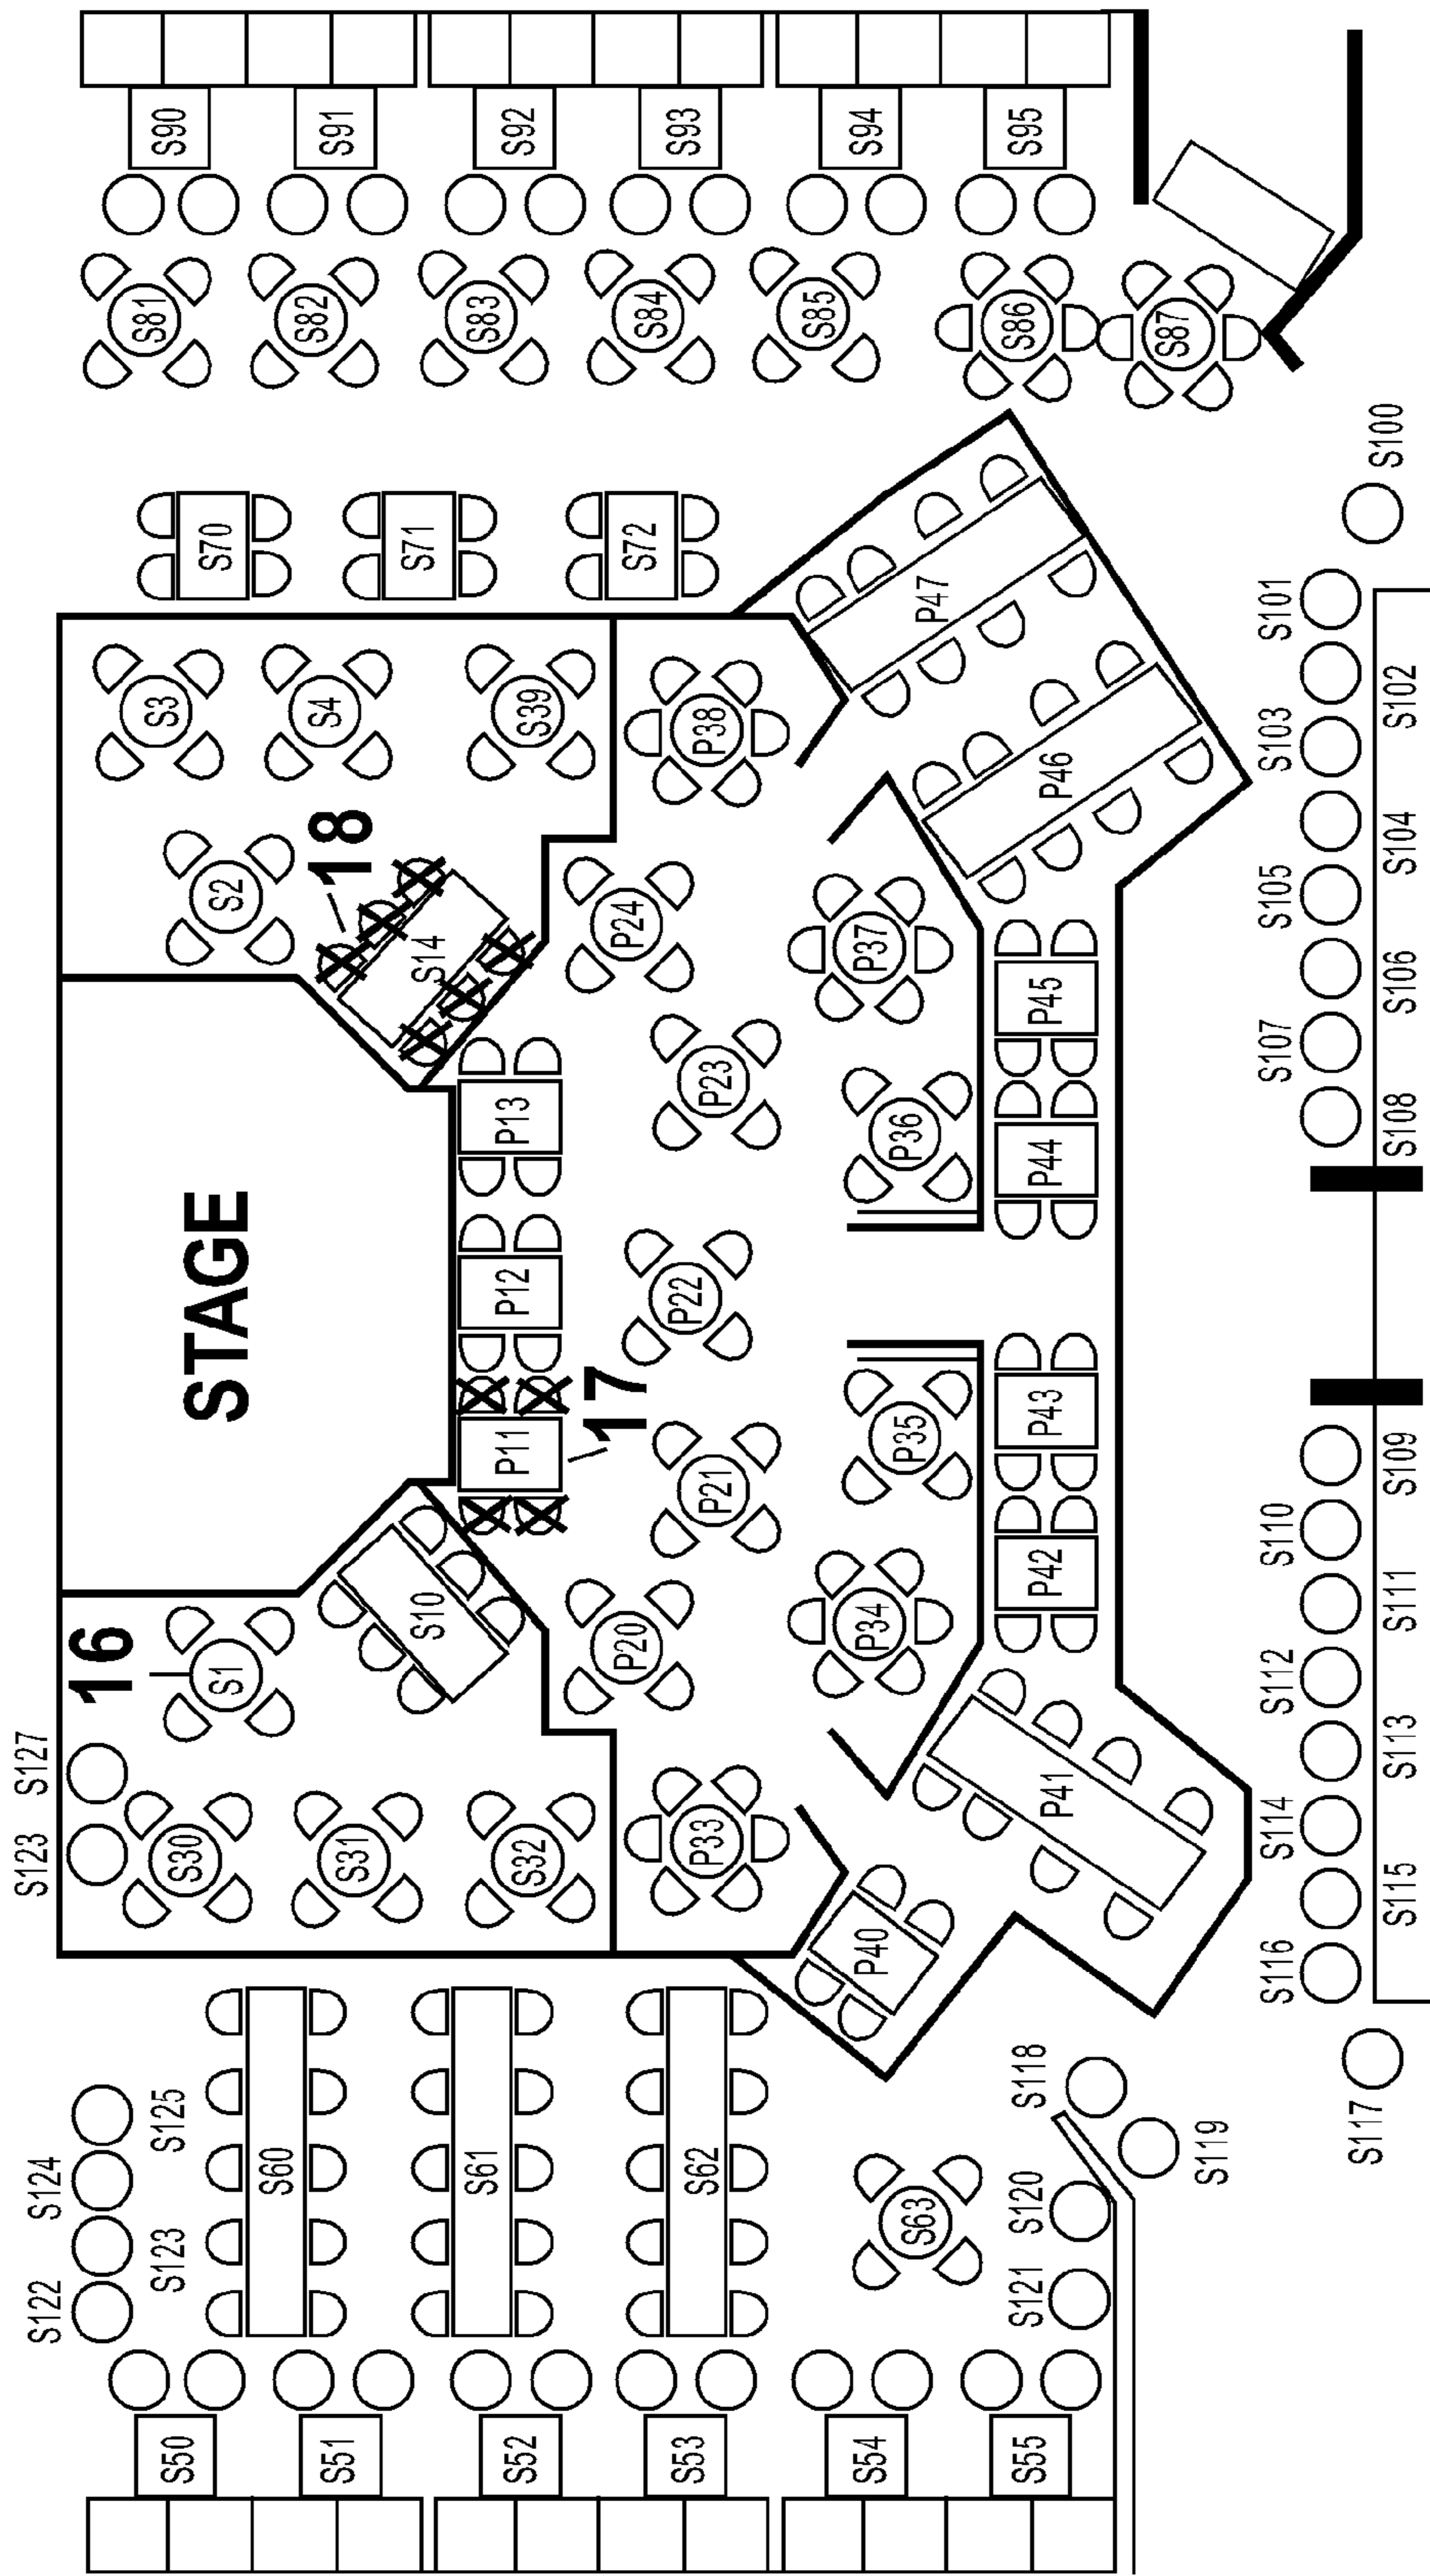 S50
S51
S52
S53
S54
S55
S122
S123
S124
S125
S60
S61
S62
S63
S121
S120
S119
S118
S117
S123
S127
S30
S31
S32
P33
P40
P41
16
S1
S10
P20
P34
P42
STAGE
P11
17
P21
P35
P43
P12
P22
P13
P23
P36
P44
18
S14
S2
P24
P37
P45
S3
S4
S39
P38
P46
P47
S70
S71
S72
S81
S82
S83
S84
S85
S86
S87
S90
S91
S92
S93
S94
S95
S116
S115
S114
S113
S112
S111
S110
S109
S108
S107
S106
S105
S104
S103
S102
S101
S100